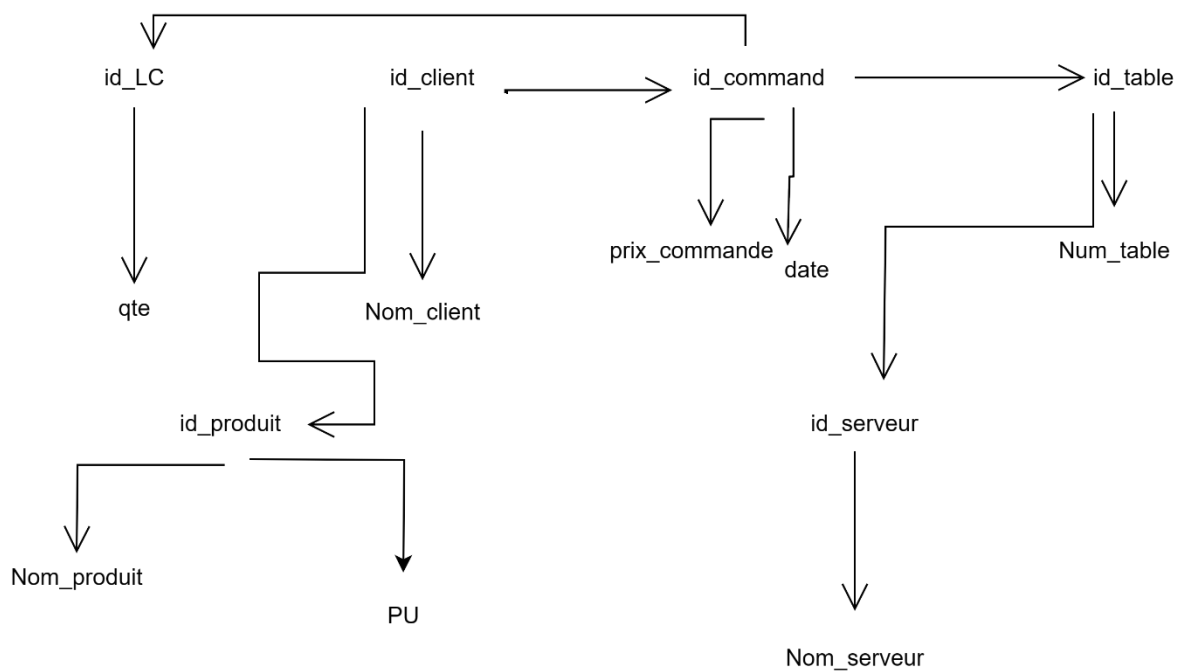 id_LC
id_client
id_command
id_table
prix_commande
date
Num_table
qte
Nom_client
id_produit
id_serveur
Nom_produit
PU
Nom_serveur